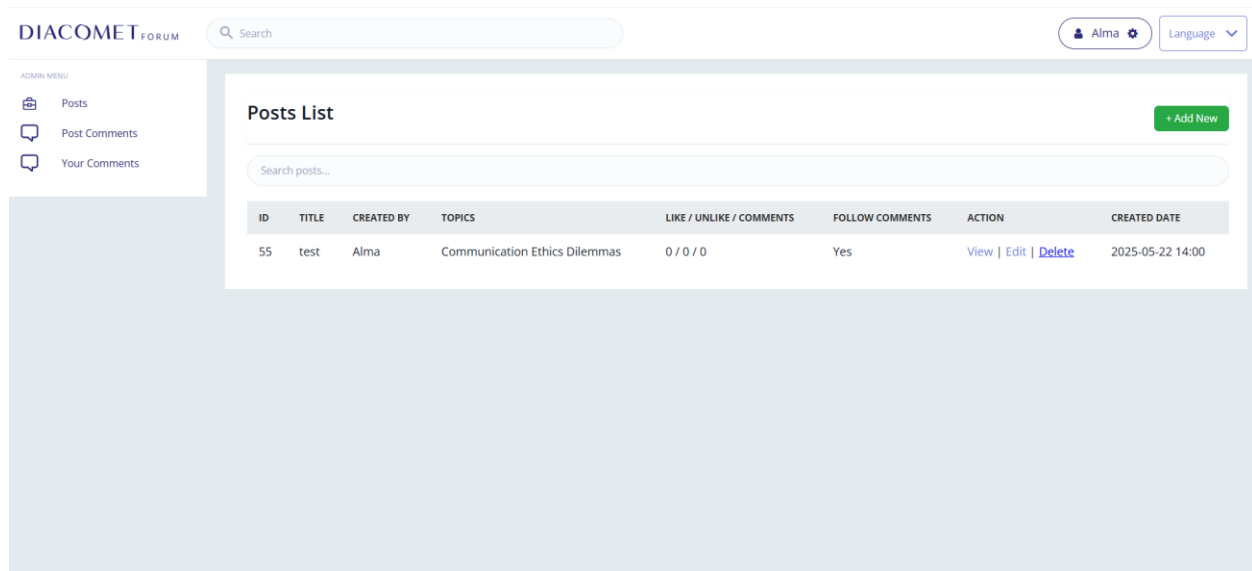 DIACOMET FORUM Search Alma Language
ADMIN MENU
Posts
Post Comments
Your Comments
Posts List
+ Add New
Search posts...
ID TITLE CREATED BY TOPICS LIKE / UNLIKE / COMMENTS FOLLOW COMMENTS ACTION CREATED DATE
55 test Alma Communication Ethics Dilemmas 0 / 0 / 0 Yes View | Edit | Delete 2025-05-22 14:00